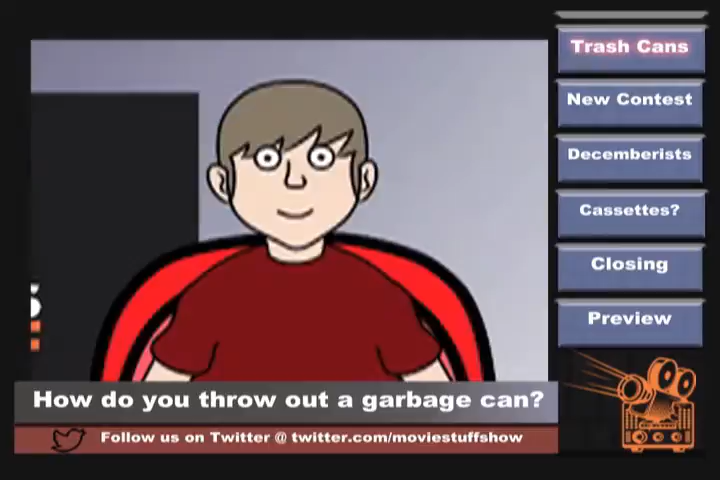 Trash Cans
New Contest
Decemberists
Cassettes?
Closing
Preview
How do you throw out a garbage can?
Follow us on Twitter @ twitter.com/moviestuffshow